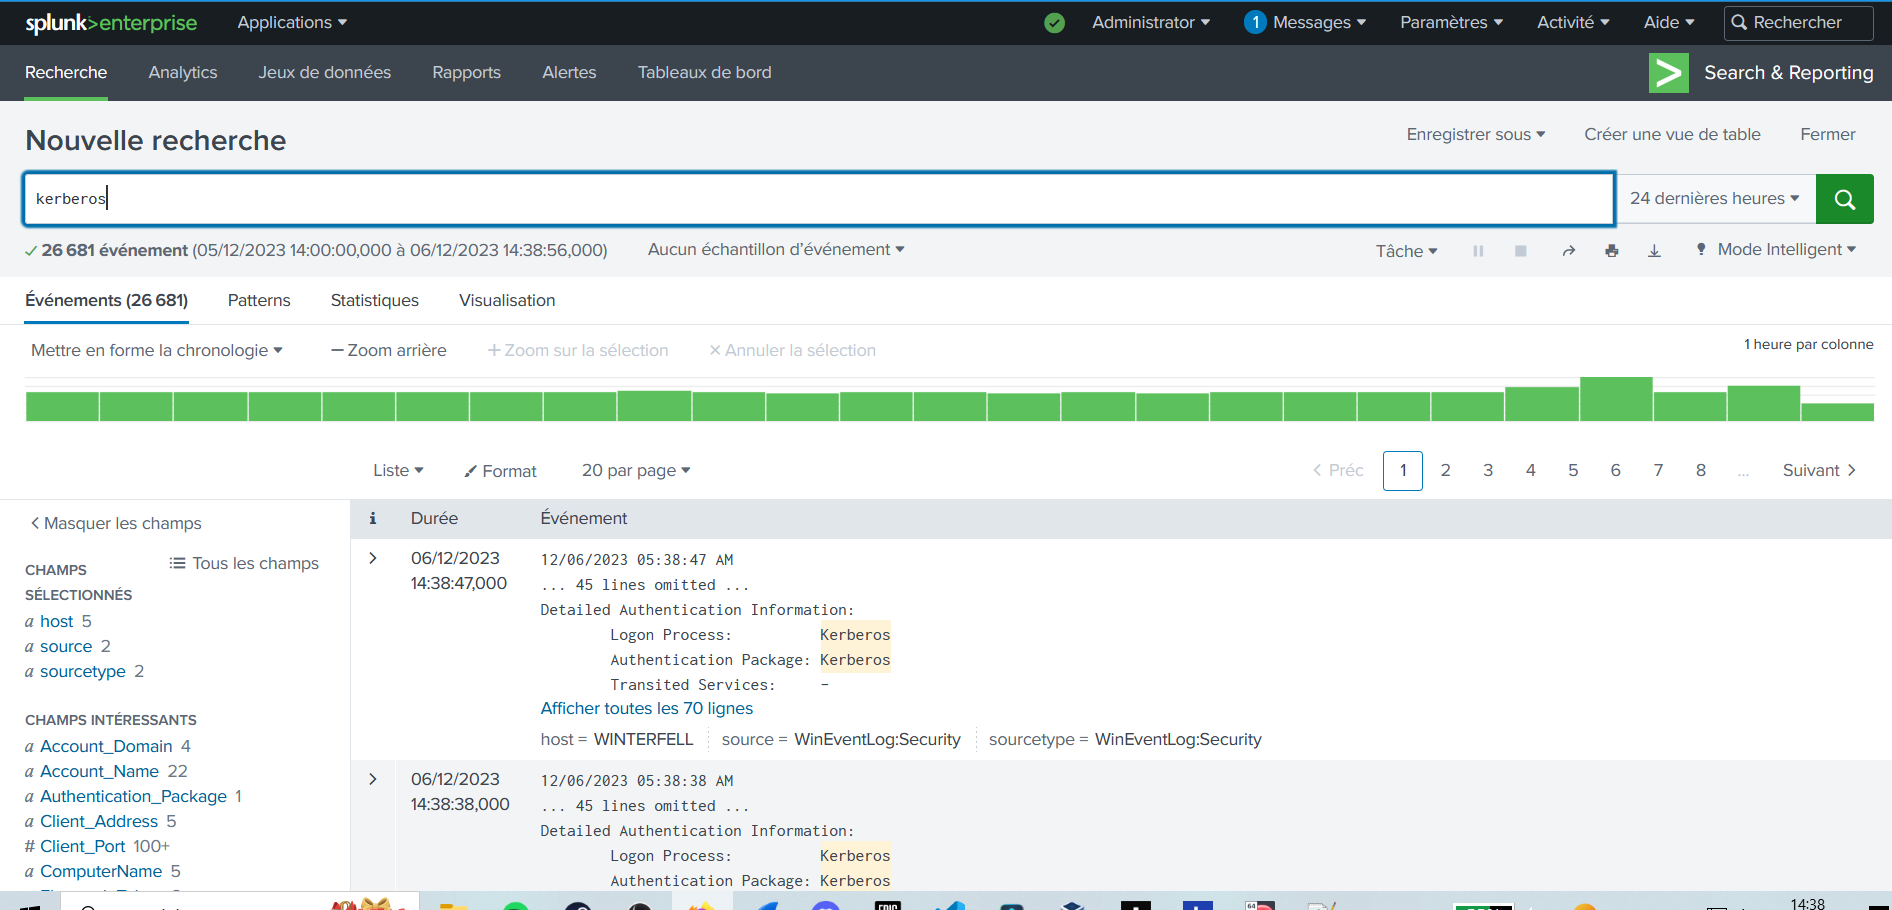 splunk>enterprise Applications Administrator 1 Messages Paramètres Activité Aide Rechercher
Recherche Analytics Jeux de données Rapports Alertes Tableaux de bord > Search & Reporting
Nouvelle recherche Enregistrer sous Créer une vue de table Fermer
kerberos 24 dernières heures
26 681 événement (05/12/2023 14:00:00,000 à 06/12/2023 14:38:56,000) Aucun échantillon d'événement Tâche Mode Intelligent
Événements (26 681) Patterns Statistiques Visualisation
Mettre en forme la chronologie — Zoom arrière + Zoom sur la sélection × Annuler la sélection 1 heure par colonne
Liste Format 20 par page < Préc 1 2 3 4 5 6 7 8 ... Suivant >
< Masquer les champs
Tous les champs
CHAMPS
SÉLECTIONNÉS
a host 5
a source 2
a sourcetype 2
CHAMPS INTÉRESSANTS
a Account_Domain 4
a Account_Name 22
a Authentication_Package 1
a Client_Address 5
# Client_Port 100+
a ComputerName 5
i Durée Événement
> 06/12/2023
14:38:47,000
12/06/2023 05:38:47 AM
... 45 lines omitted ...
Detailed Authentication Information:
Logon Process: Kerberos
Authentication Package: Kerberos
Transited Services: -
Afficher toutes les 70 lignes
host = WINTERFELL source = WinEventLog:Security sourcetype = WinEventLog:Security
> 06/12/2023
14:38:38,000
12/06/2023 05:38:38 AM
... 45 lines omitted ...
Detailed Authentication Information:
Logon Process: Kerberos
Authentication Package: Kerberos
EPIC
64
14:38